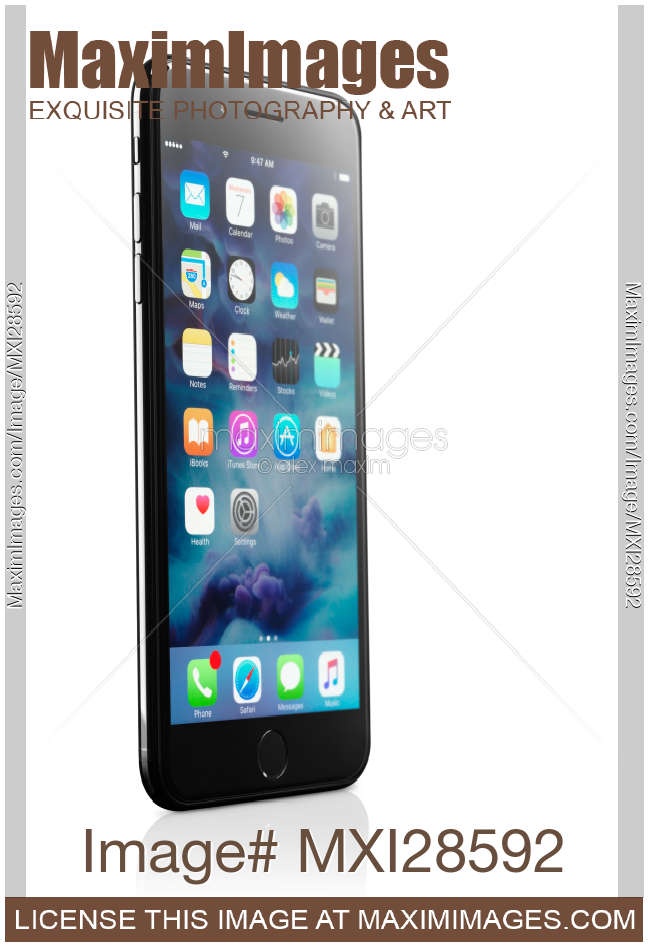 MaximImages
EXQUISITE PHOTOGRAPHY & ART
9:47 AM
Mail
Calendar
Photos
Camera
7
Maps
Clock
Weather
Wallet
Notes
Reminders
Stocks
Videos
maximimages
iBooks
iTunes Store
© alex maxim
Health
Settings
Phone
Safari
Messages
Music
MaximImages.com/Image/MXI28592
MaximImages.com/Image/MXI28592
Image# MXI28592
LICENSE THIS IMAGE AT MAXIMIMAGES.COM